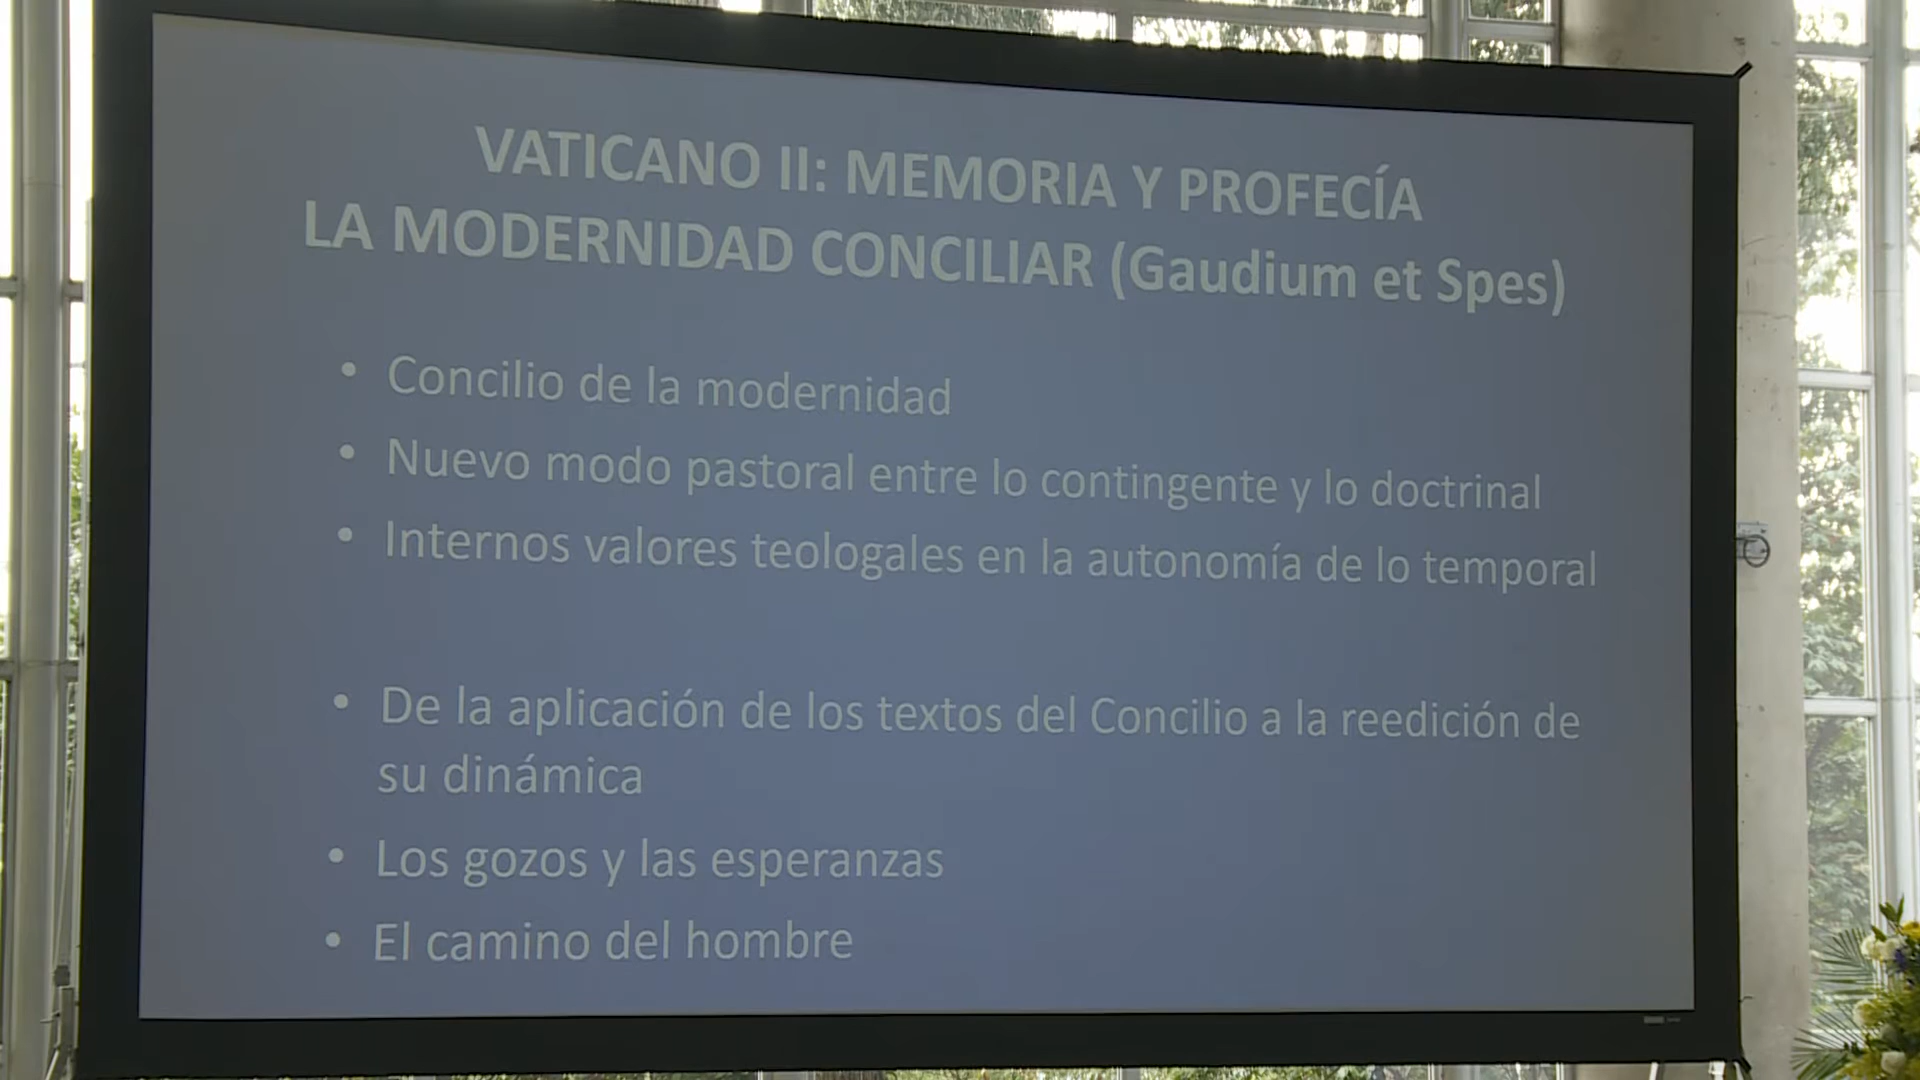 VATICANO II: MEMORIA Y PROFECÍA
LA MODERNIDAD CONCILIAR (Gaudium et Spes)
• Concilio de la modernidad
• Nuevo modo pastoral entre lo contingente y lo doctrinal
• Internos valores teologales en la autonomía de lo temporal
• De la aplicación de los textos del Concilio a la reedición de
su dinámica
• Los gozos y las esperanzas
• El camino del hombre